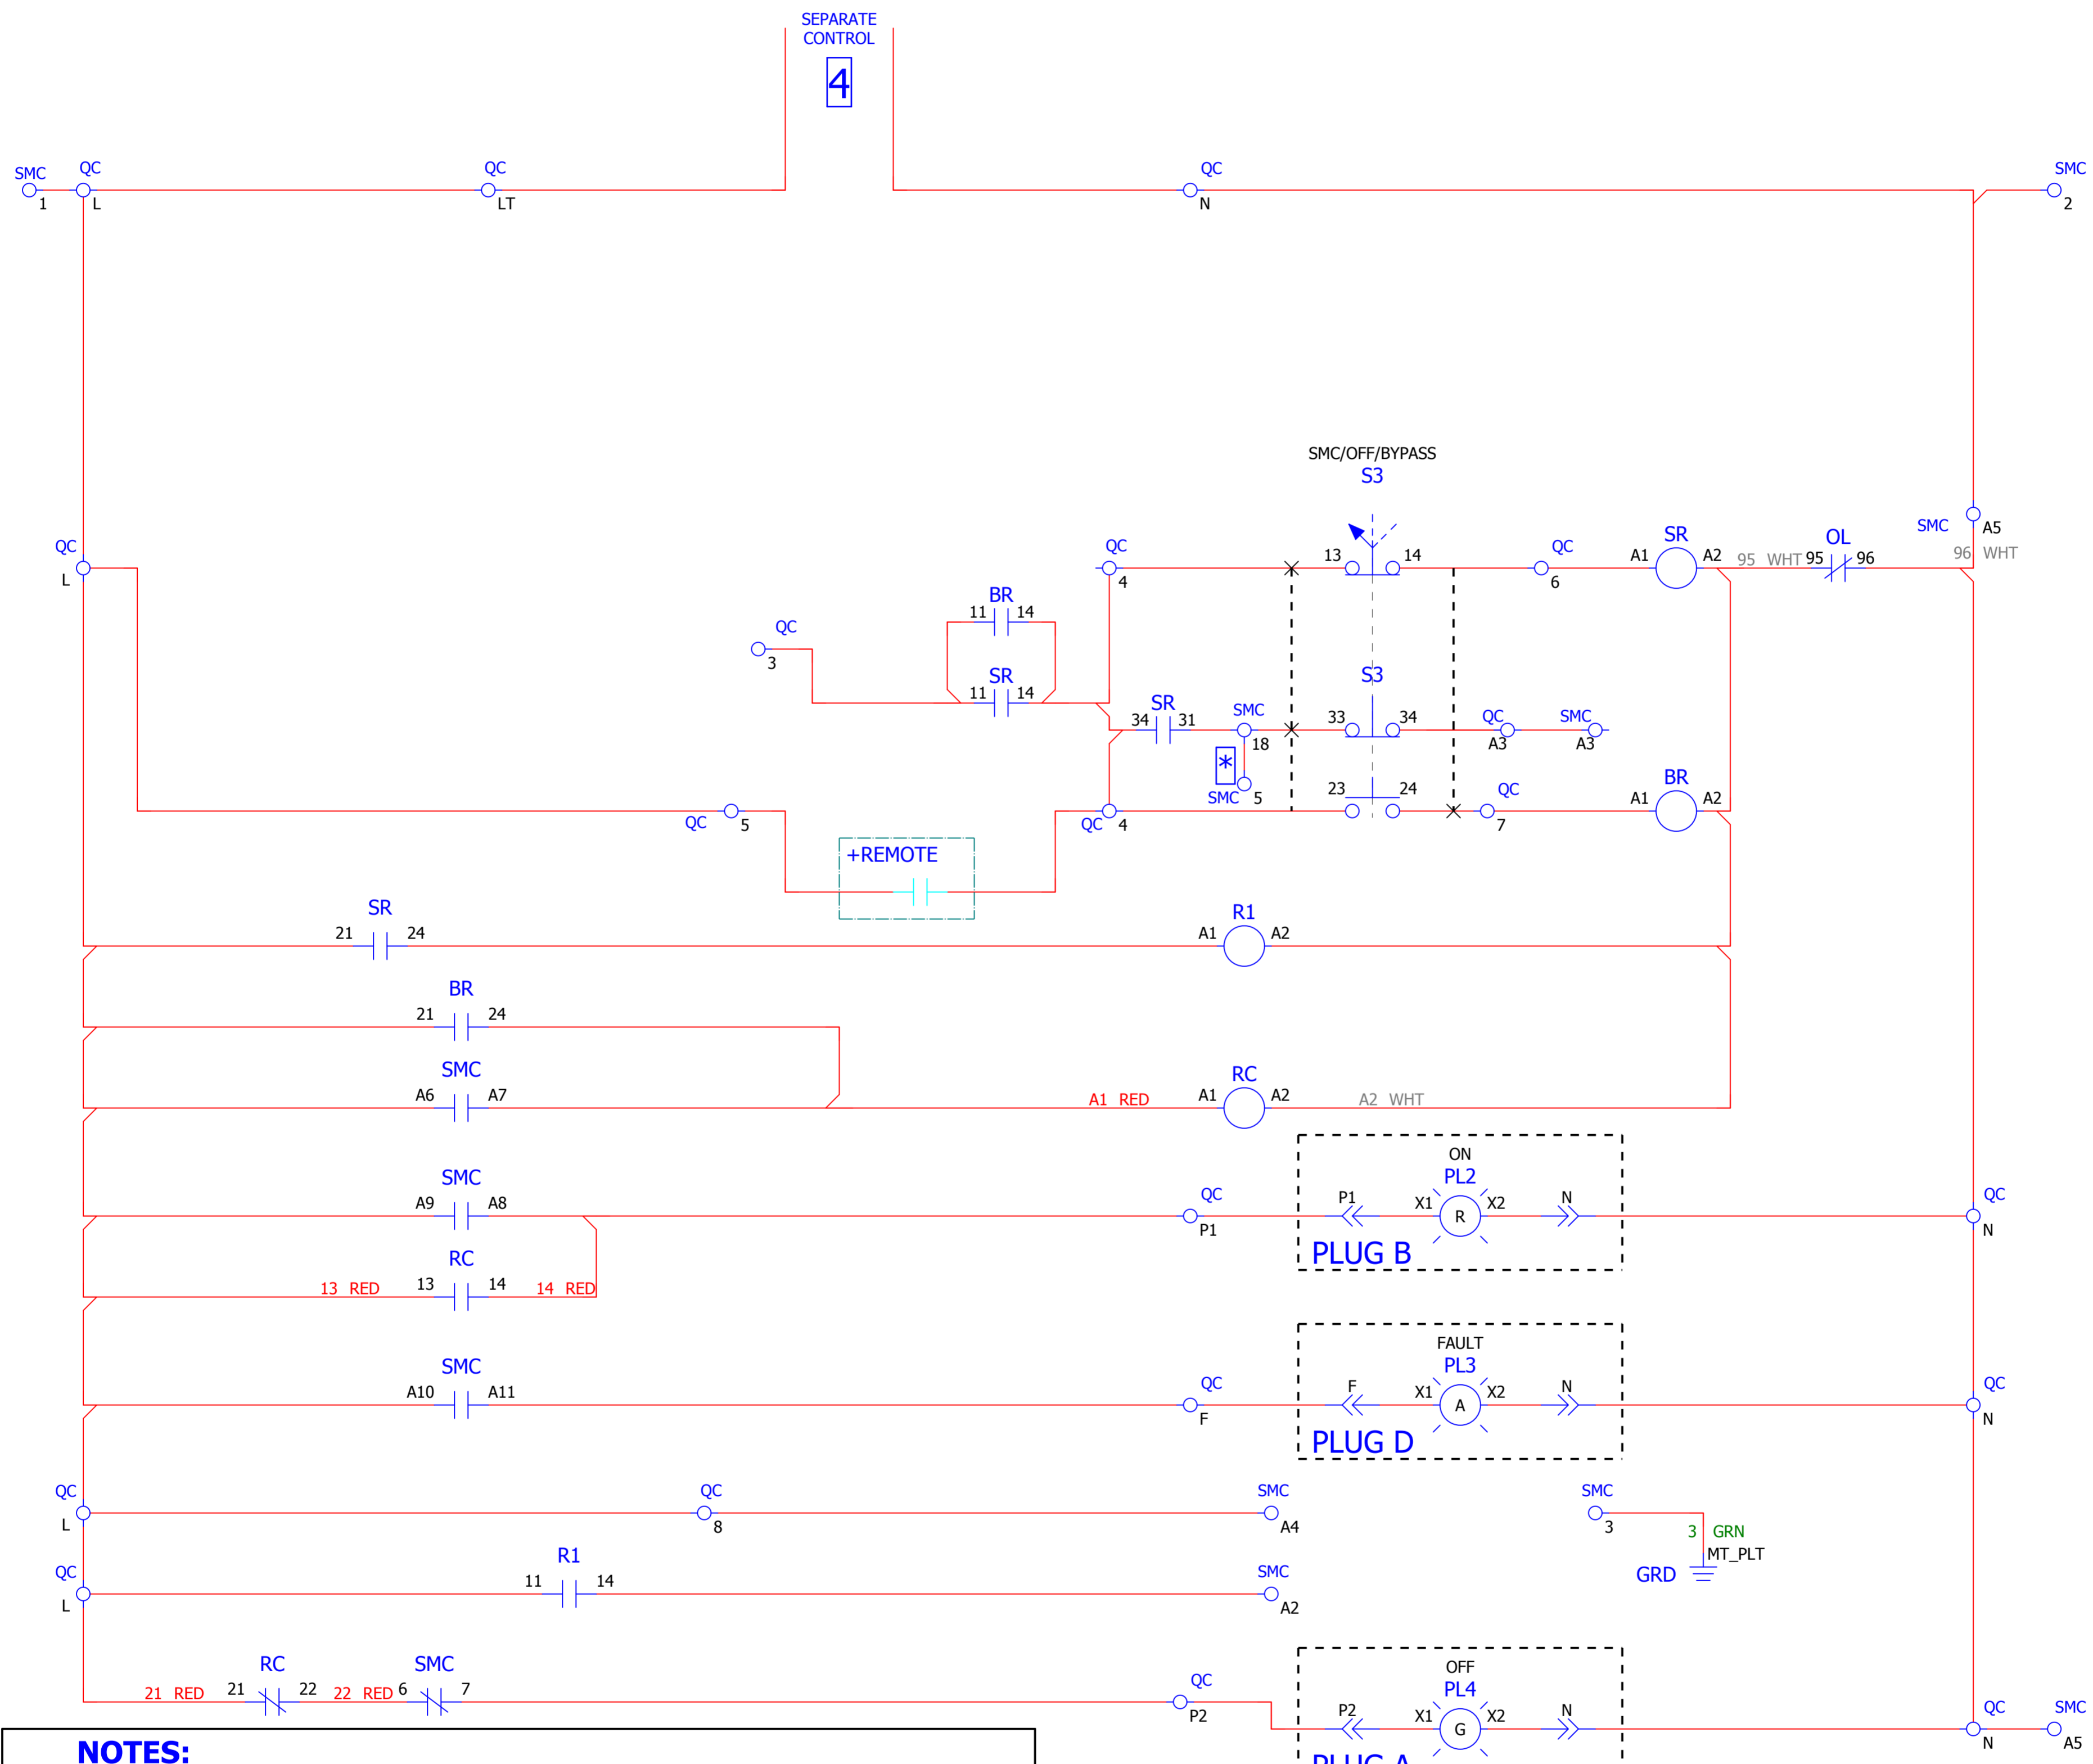 SEPARATE
CONTROL
4
SMC
1
QC
L
QC
LT
QC
N
SMC
2
SMC/OFF/BYPASS
S3
QC
L
QC
4
13
14
QC
6
SR
A1
A2
95 WHT
OL
95
96
SMC
A5
96 WHT
BR
11
14
QC
3
SR
11
14
SR
34
31
SMC
18
*
SMC
5
S3
33
34
QC
A3
SMC
A3
QC
5
QC
4
23
24
QC
7
BR
A1
A2
+REMOTE
SR
21
24
R1
A1
A2
BR
21
24
SMC
A6
A7
A1 RED
RC
A1
A2
A2 WHT
SMC
A9
A8
QC
P1
ON
PL2
P1
X1
R
X2
N
PLUG B
QC
N
RC
13 RED
13
14
14 RED
SMC
A10
A11
QC
F
FAULT
PL3
F
X1
A
X2
N
PLUG D
QC
N
QC
L
QC
8
SMC
A4
SMC
3
3 GRN
MT_PLT
GRD
QC
L
R1
11
14
SMC
A2
RC
21 RED
21
22
22 RED
SMC
6
7
QC
P2
OFF
PL4
P2
X1
G
X2
N
PLUG A
QC
N
SMC
A5
NOTES: